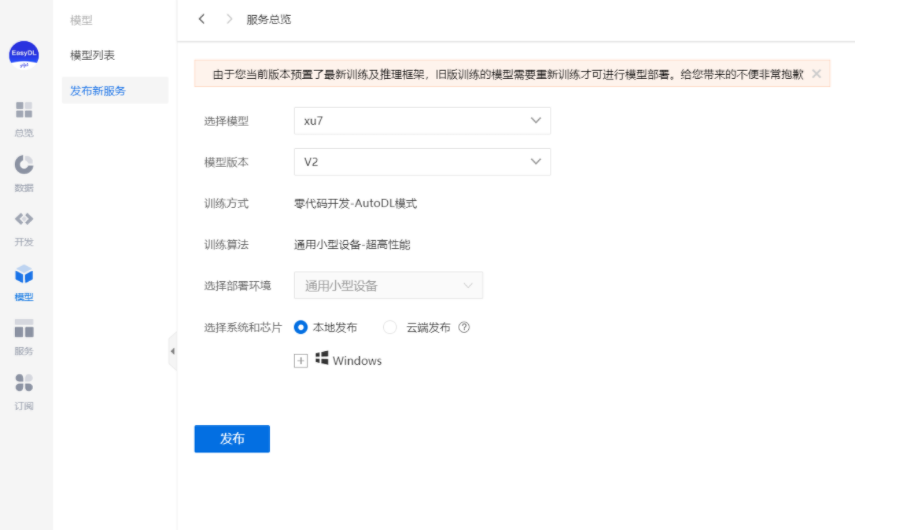 EasyDL
总览
数据
开发
模型
服务
订阅
模型
模型列表
发布新服务
服务总览
由于您当前版本预置了最新训练及推理框架，旧版训练的模型需要重新训练才可进行模型部署。给您带来的不便非常抱歉
选择模型 xu7
模型版本 V2
训练方式 零代码开发-AutoDL模式
训练算法 通用小型设备-超高性能
选择部署环境 通用小型设备
选择系统和芯片 本地发布 云端发布
Windows
发布